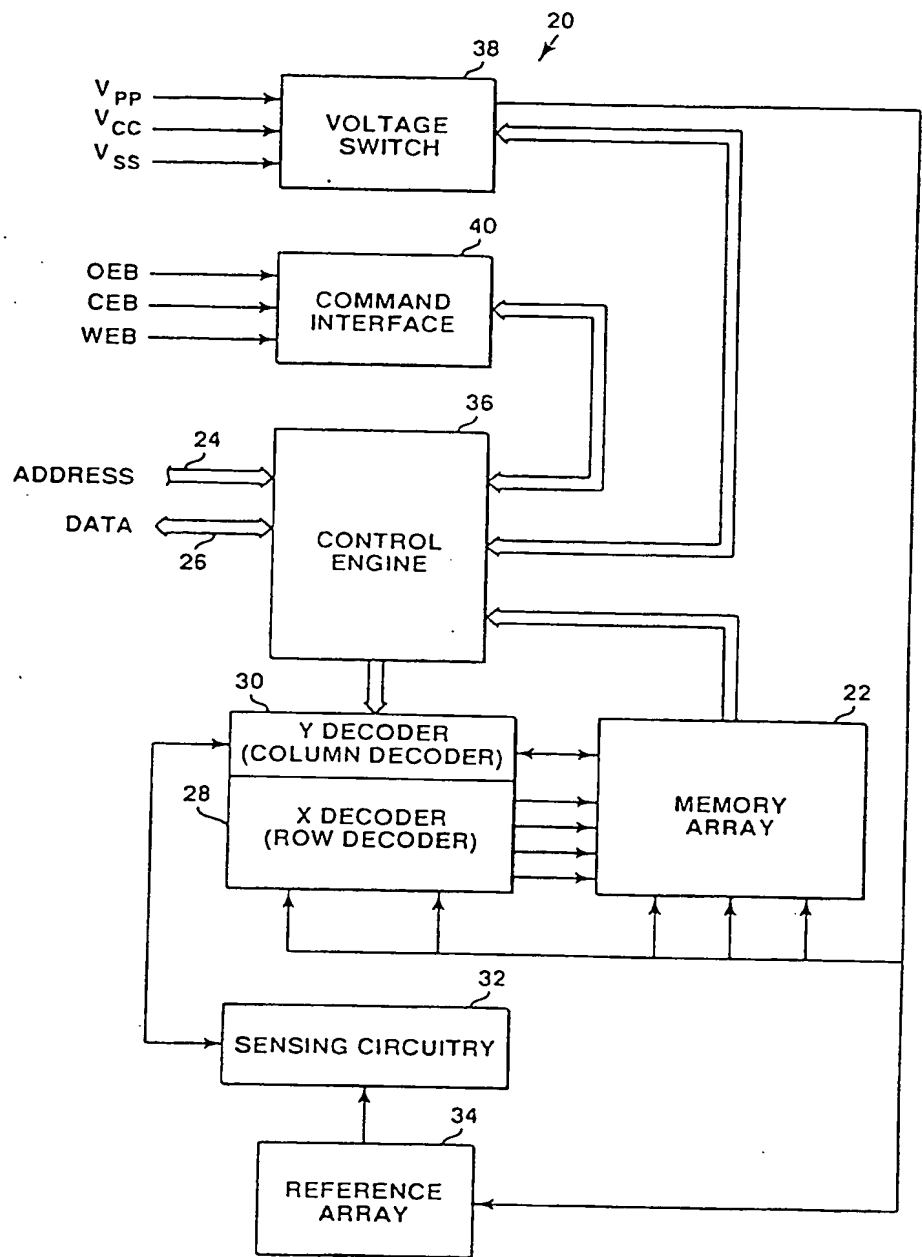 20
38
VPP
VCC
VSS
VOLTAGE
SWITCH
40
OEB
CEB
WEB
COMMAND
INTERFACE
36
24
ADDRESS
DATA
26
CONTROL
ENGINE
30
Y DECODER
(COLUMN DECODER)
22
28
X DECODER
(ROW DECODER)
MEMORY
ARRAY
32
SENSING CIRCUITRY
34
REFERENCE
ARRAY